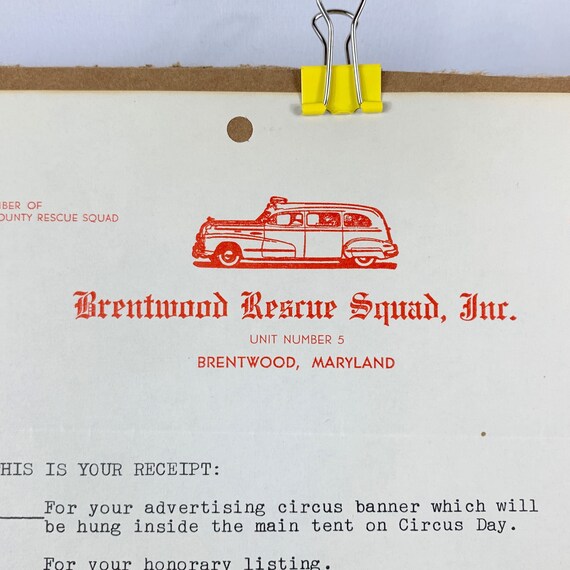 BER OF
OUNTY RESCUE SQUAD
Brentwood Rescue Squad, Inc.
UNIT NUMBER 5
BRENTWOOD, MARYLAND
HIS IS YOUR RECEIPT:
For your advertising circus banner which will
be hung inside the main tent on Circus Day.
For your honorary listing.